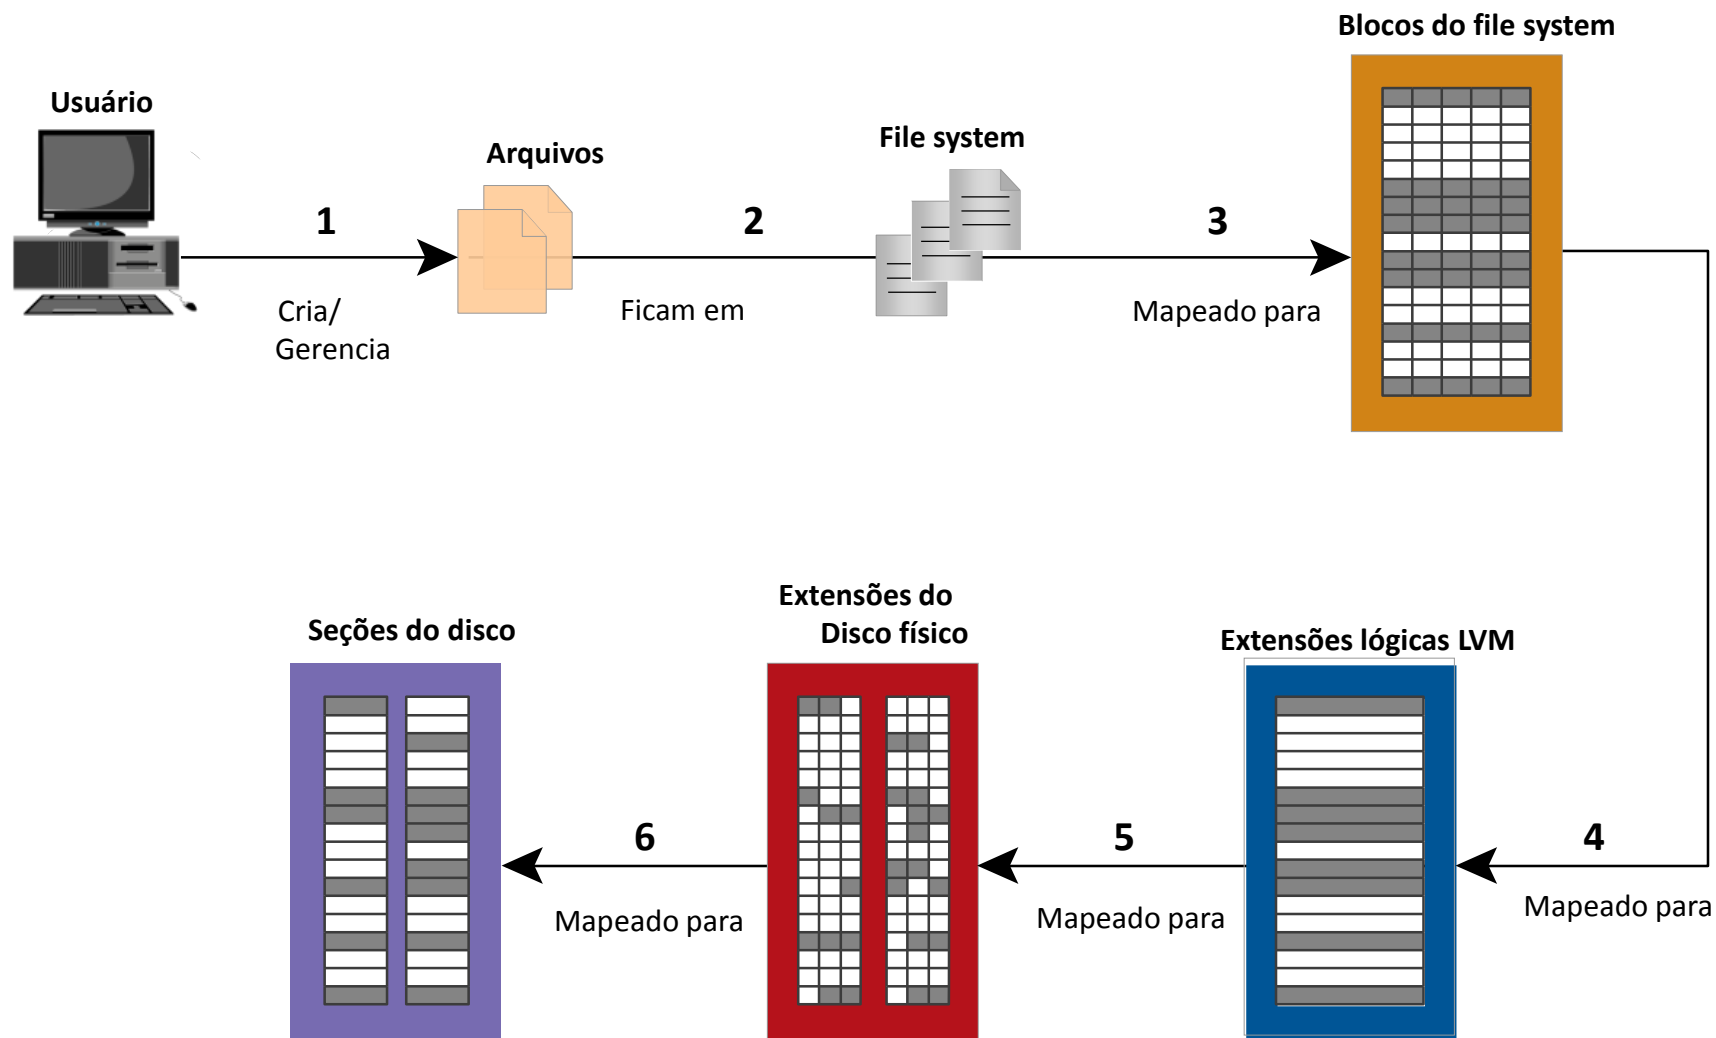 Blocos do file system
Usuário
File system
Arquivos
1
2
3
Cria/
Gerencia
Ficam em
Mapeado para
Extensões do
Disco físico
Seções do disco
Extensões lógicas LVM
6
5
4
Mapeado para
Mapeado para
Mapeado para